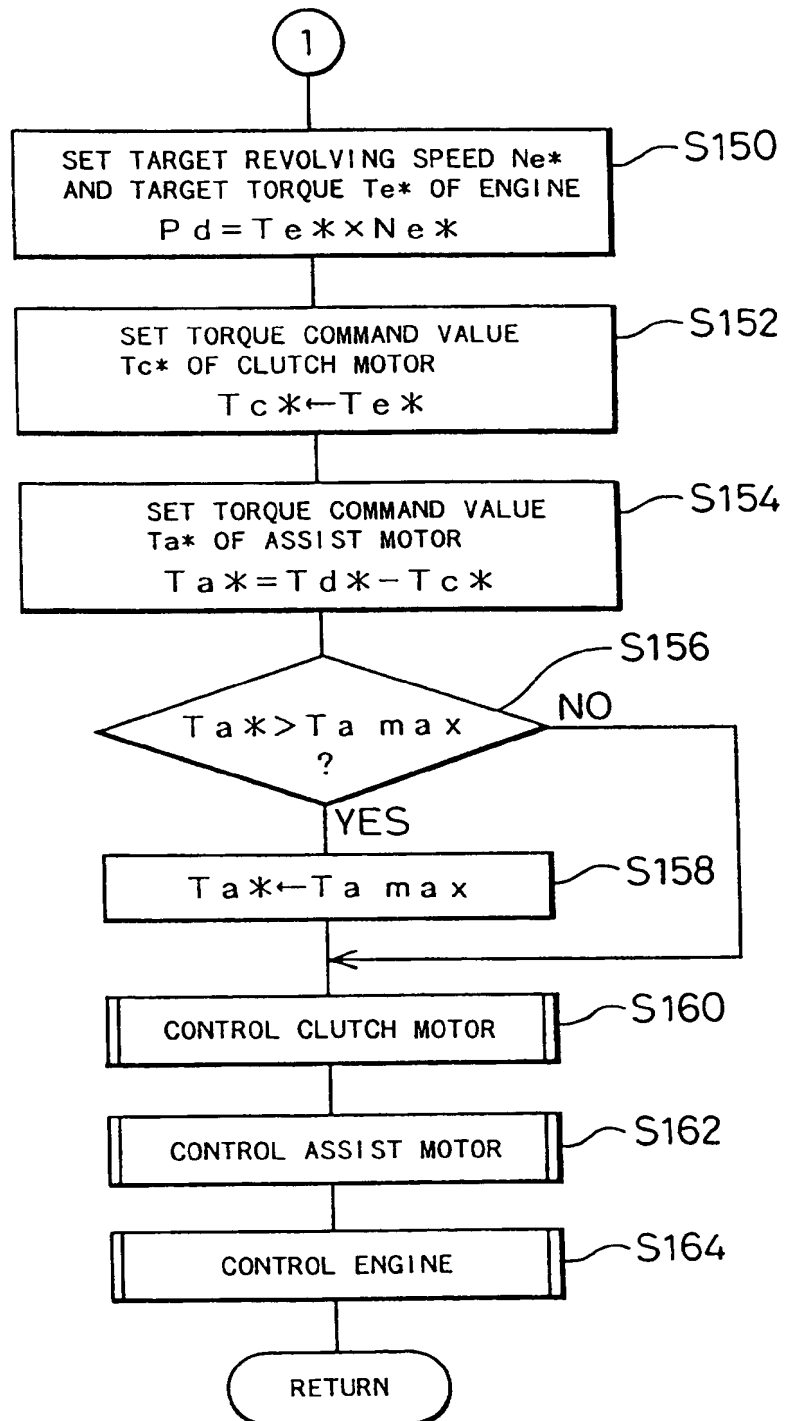 1
SET TARGET REVOLVING SPEED Ne*
AND TARGET TORQUE Te* OF ENGINE
Pd=Te*×Ne*
S150
SET TORQUE COMMAND VALUE
Tc* OF CLUTCH MOTOR
Tc*←Te*
S152
SET TORQUE COMMAND VALUE
Ta* OF ASSIST MOTOR
Ta*=Td*-Tc*
S154
S156
Ta*>Ta max
?
NO
YES
Ta*←Ta max
S158
CONTROL CLUTCH MOTOR
S160
CONTROL ASSIST MOTOR
S162
CONTROL ENGINE
S164
RETURN